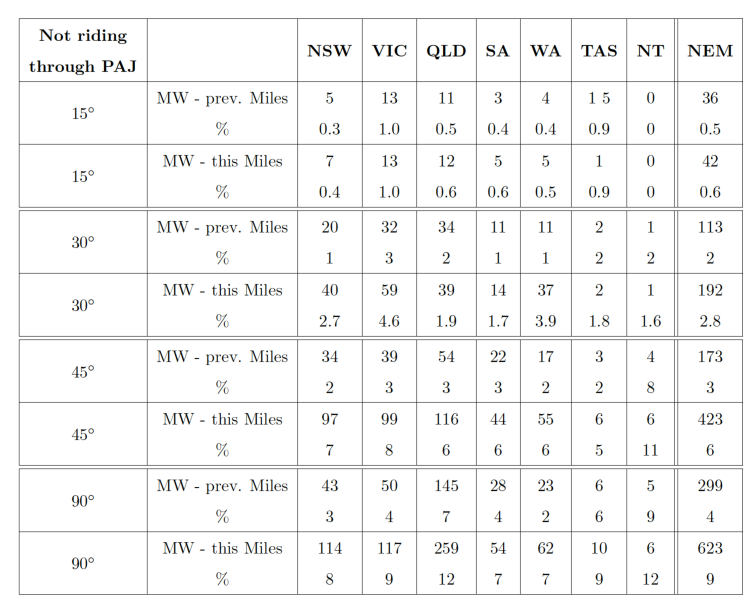 Not riding
through PAJ
NSW VIC QLD SA WA TAS NT NEM
15° MW - prev. Miles 5 13 11 3 4 1 5 0 36
% 0.3 1.0 0.5 0.4 0.4 0.9 0 0.5
15° MW - this Miles 7 13 12 5 5 1 0 42
% 0.4 1.0 0.6 0.6 0.5 0.9 0 0.6
30° MW - prev. Miles 20 32 34 11 11 2 1 113
% 1 3 2 1 1 2 2 2
30° MW - this Miles 40 59 39 14 37 2 1 192
% 2.7 4.6 1.9 1.7 3.9 1.8 1.6 2.8
45° MW - prev. Miles 34 39 54 22 17 3 4 173
% 2 3 3 3 2 2 8 3
45° MW - this Miles 97 99 116 44 55 6 6 423
% 7 8 6 6 6 5 11 6
90° MW - prev. Miles 43 50 145 28 23 6 5 299
% 3 4 7 4 2 6 9 4
90° MW - this Miles 114 117 259 54 62 10 6 623
% 8 9 12 7 7 9 12 9